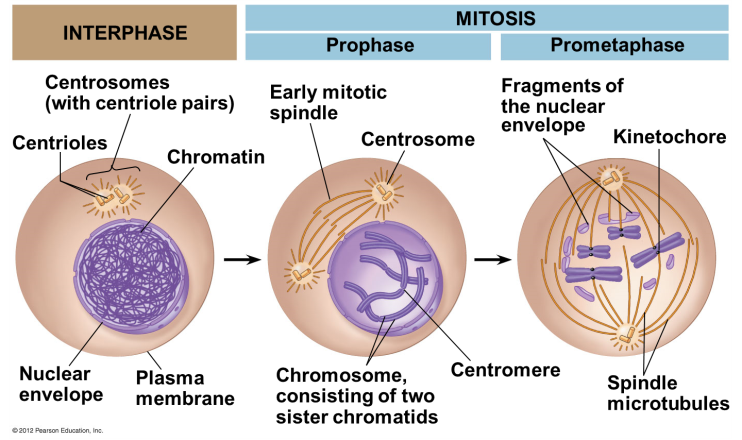 INTERPHASE
MITOSIS
Prophase
Prometaphase
Centrosomes
(with centriole pairs)
Centrioles
Chromatin
Early mitotic
spindle
Centrosome
Fragments of
the nuclear
envelope
Kinetochore
Nuclear
envelope
Plasma
membrane
Chromosome,
consisting of two
sister chromatids
Centromere
Spindle
microtubules
© 2012 Pearson Education, Inc.